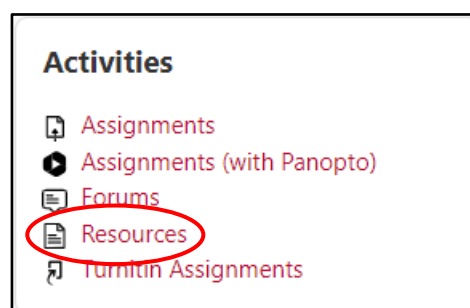 Activities
Assignments
Assignments (with Panopto)
Forums
Resources
Turnitin Assignments